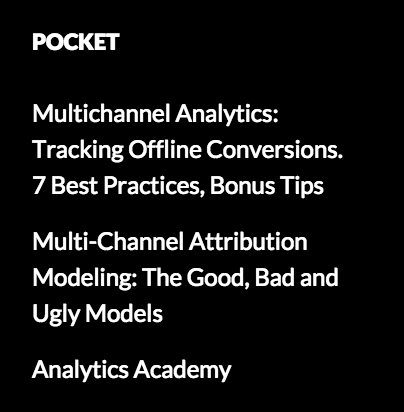 POCKET
Multichannel Analytics:
Tracking Offline Conversions.
7 Best Practices, Bonus Tips
Multi-Channel Attribution
Modeling: The Good, Bad and
Ugly Models
Analytics Academy